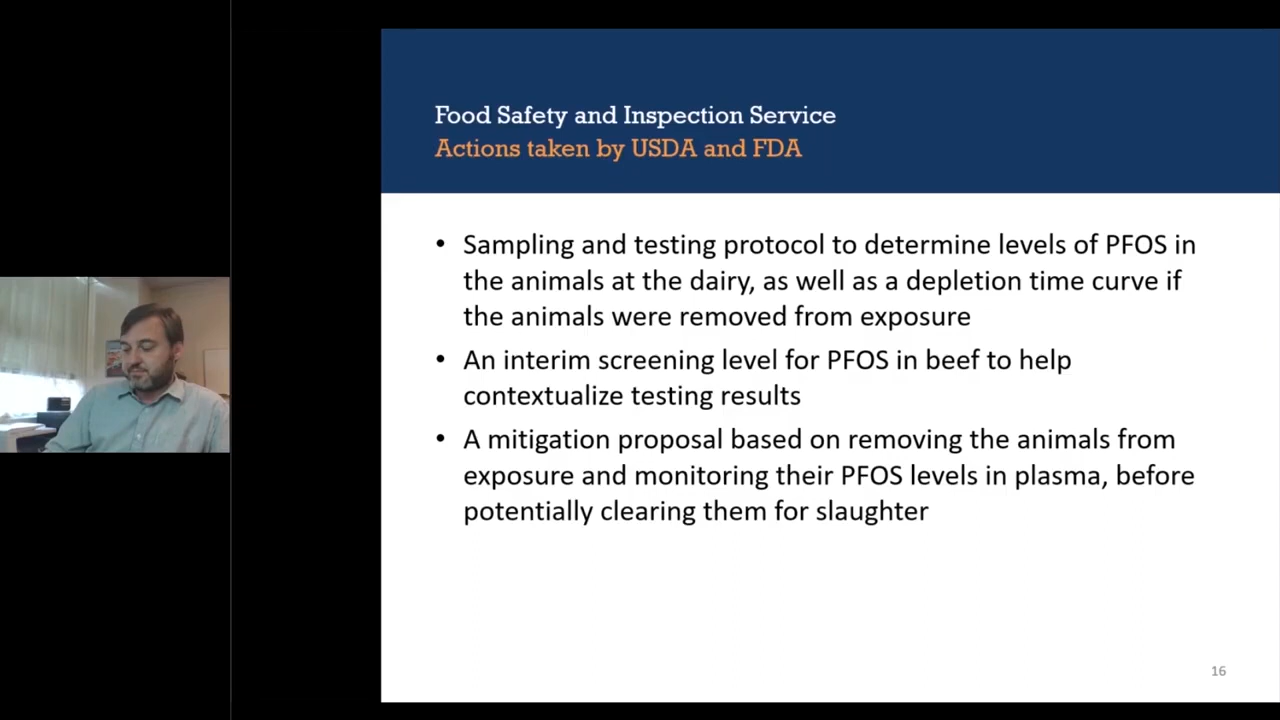 Food Safety and Inspection Service
Actions taken by USDA and FDA
• Sampling and testing protocol to determine levels of PFOS in
the animals at the dairy, as well as a depletion time curve if
the animals were removed from exposure
• An interim screening level for PFOS in beef to help
contextualize testing results
• A mitigation proposal based on removing the animals from
exposure and monitoring their PFOS levels in plasma, before
potentially clearing them for slaughter
16